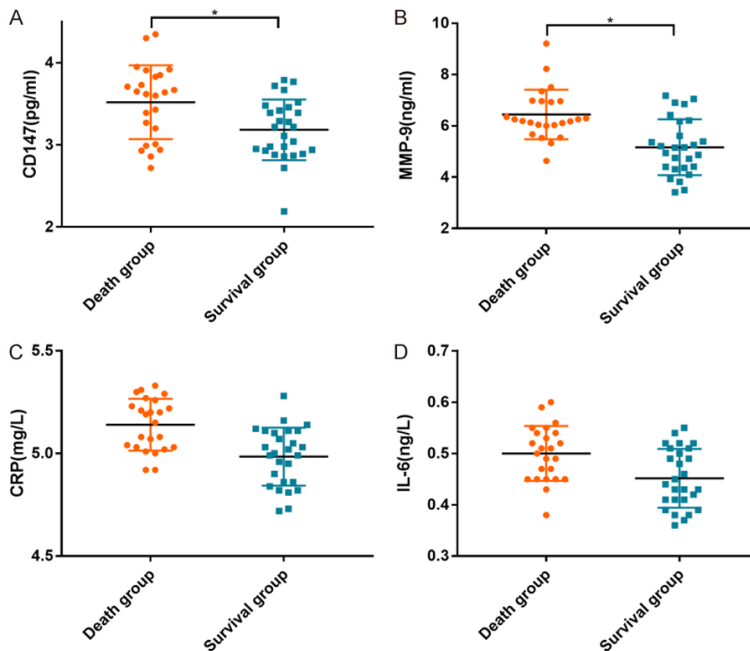 A
*
CD147(pg/ml)
4
3
2
Death group
Survival group
B
*
MMP-9(ng/ml)
10
8
6
4
2
Death group
Survival group
C
CRP(mg/L)
5.5
5.0
4.5
Death group
Survival group
D
IL-6(ng/L)
0.7
0.6
0.5
0.4
0.3
Death group
Survival group